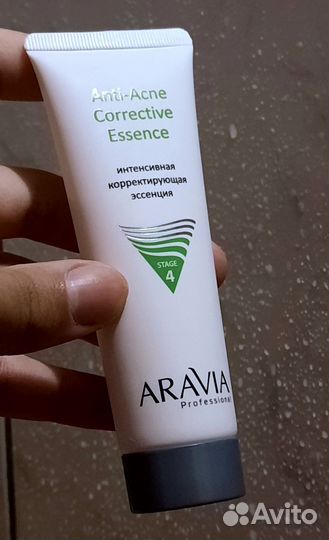 Anti-Acne
Corrective
Essence
интенсивная
корректирующая
эссенция
STAGE
4
ARAVIA
Professional
Avito